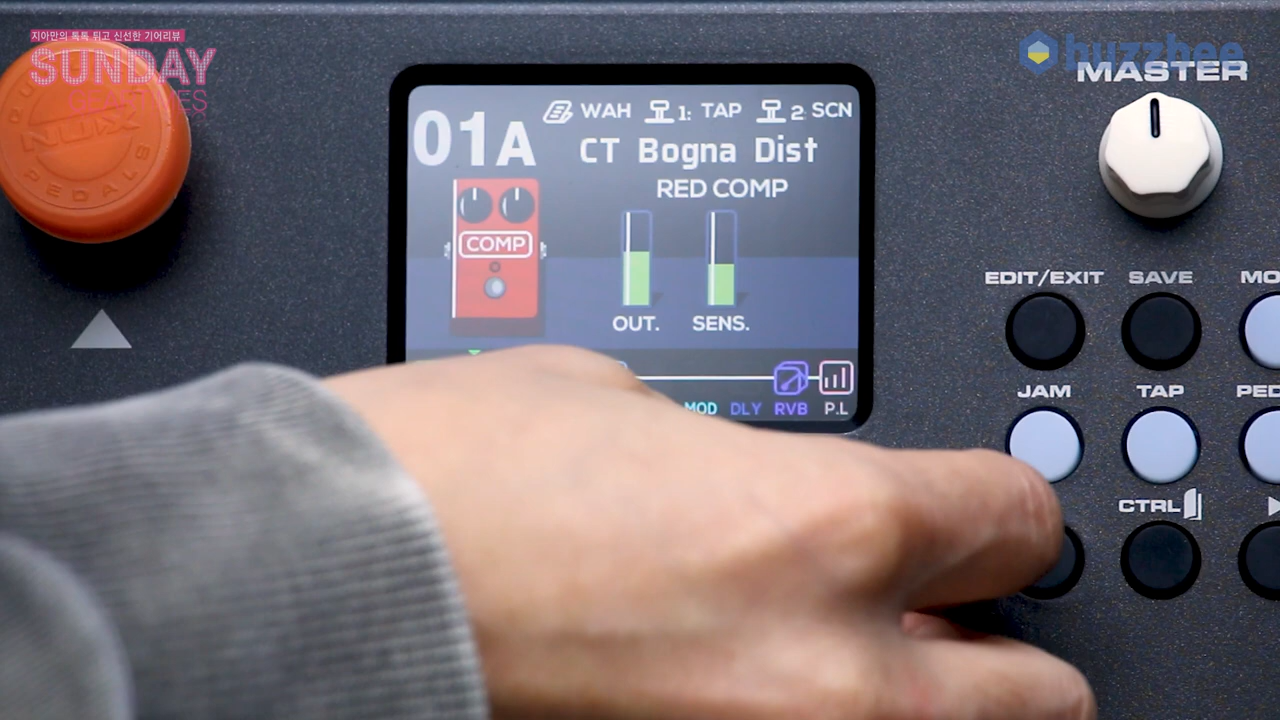 지아만의 톡톡 튀고 신선한 기어리뷰
SUNDAY
buzzbee
MASTER
NUX
PEDALS
01A
WAH 1: TAP 2: SCN
CT Bogna Dist
RED COMP
COMP
OUT. SENS.
MOD DLY RVB P.L
EDIT/EXIT SAVE
JAM TAP
CTRL